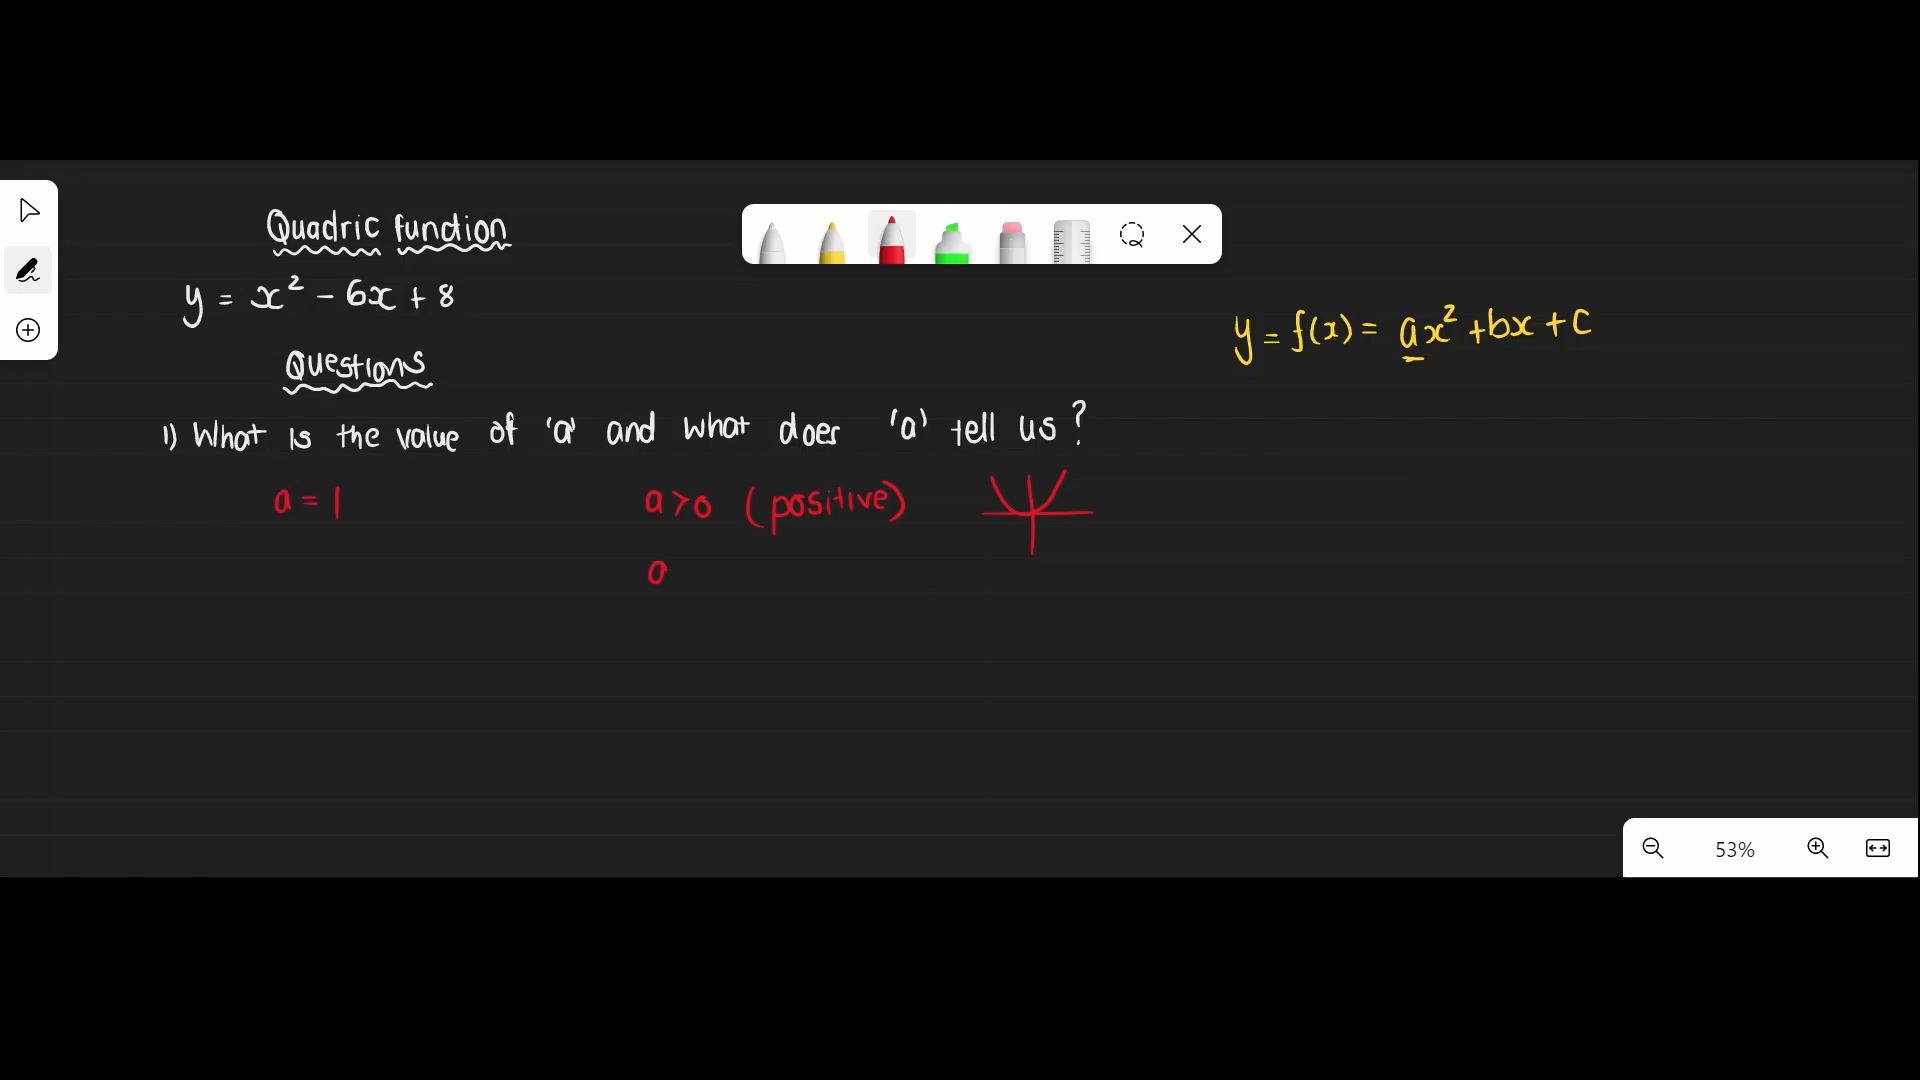 Quadric function
y = x² - 6x + 8
y = f(x) = ax² + bx + c
Questions
1) What is the value of 'a' and what does 'a' tell us?
a = 1
a > 0 (positive)
a
53%